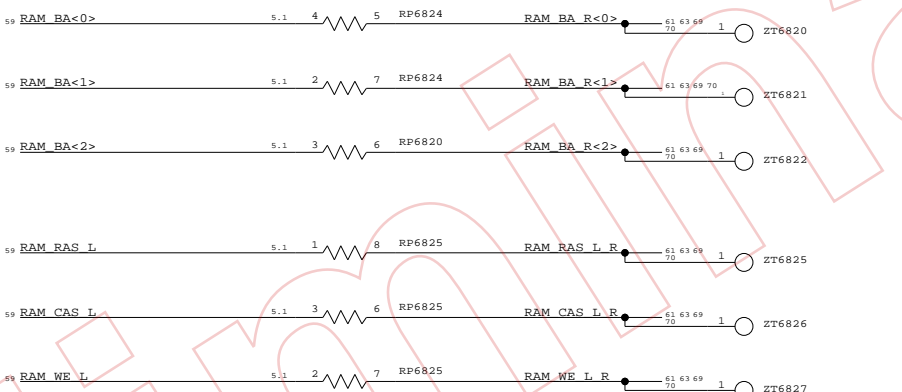 59 RAM_BA<0> 5.1 4 5 RP6824 RAM_BA_R<0> 61 63 69 70 1 ZT6820
59 RAM_BA<1> 5.1 2 7 RP6824 RAM_BA_R<1> 61 63 69 70 1 ZT6821
59 RAM_BA<2> 5.1 3 6 RP6820 RAM_BA_R<2> 61 63 69 70 1 ZT6822
59 RAM_RAS_L 5.1 1 8 RP6825 RAM_RAS_L_R 61 63 69 70 1 ZT6825
59 RAM_CAS_L 5.1 3 6 RP6825 RAM_CAS_L_R 61 63 69 70 1 ZT6826
59 RAM_WE_L 5.1 2 7 RP6825 RAM_WE_L_R 61 63 69 70 1 ZT6827